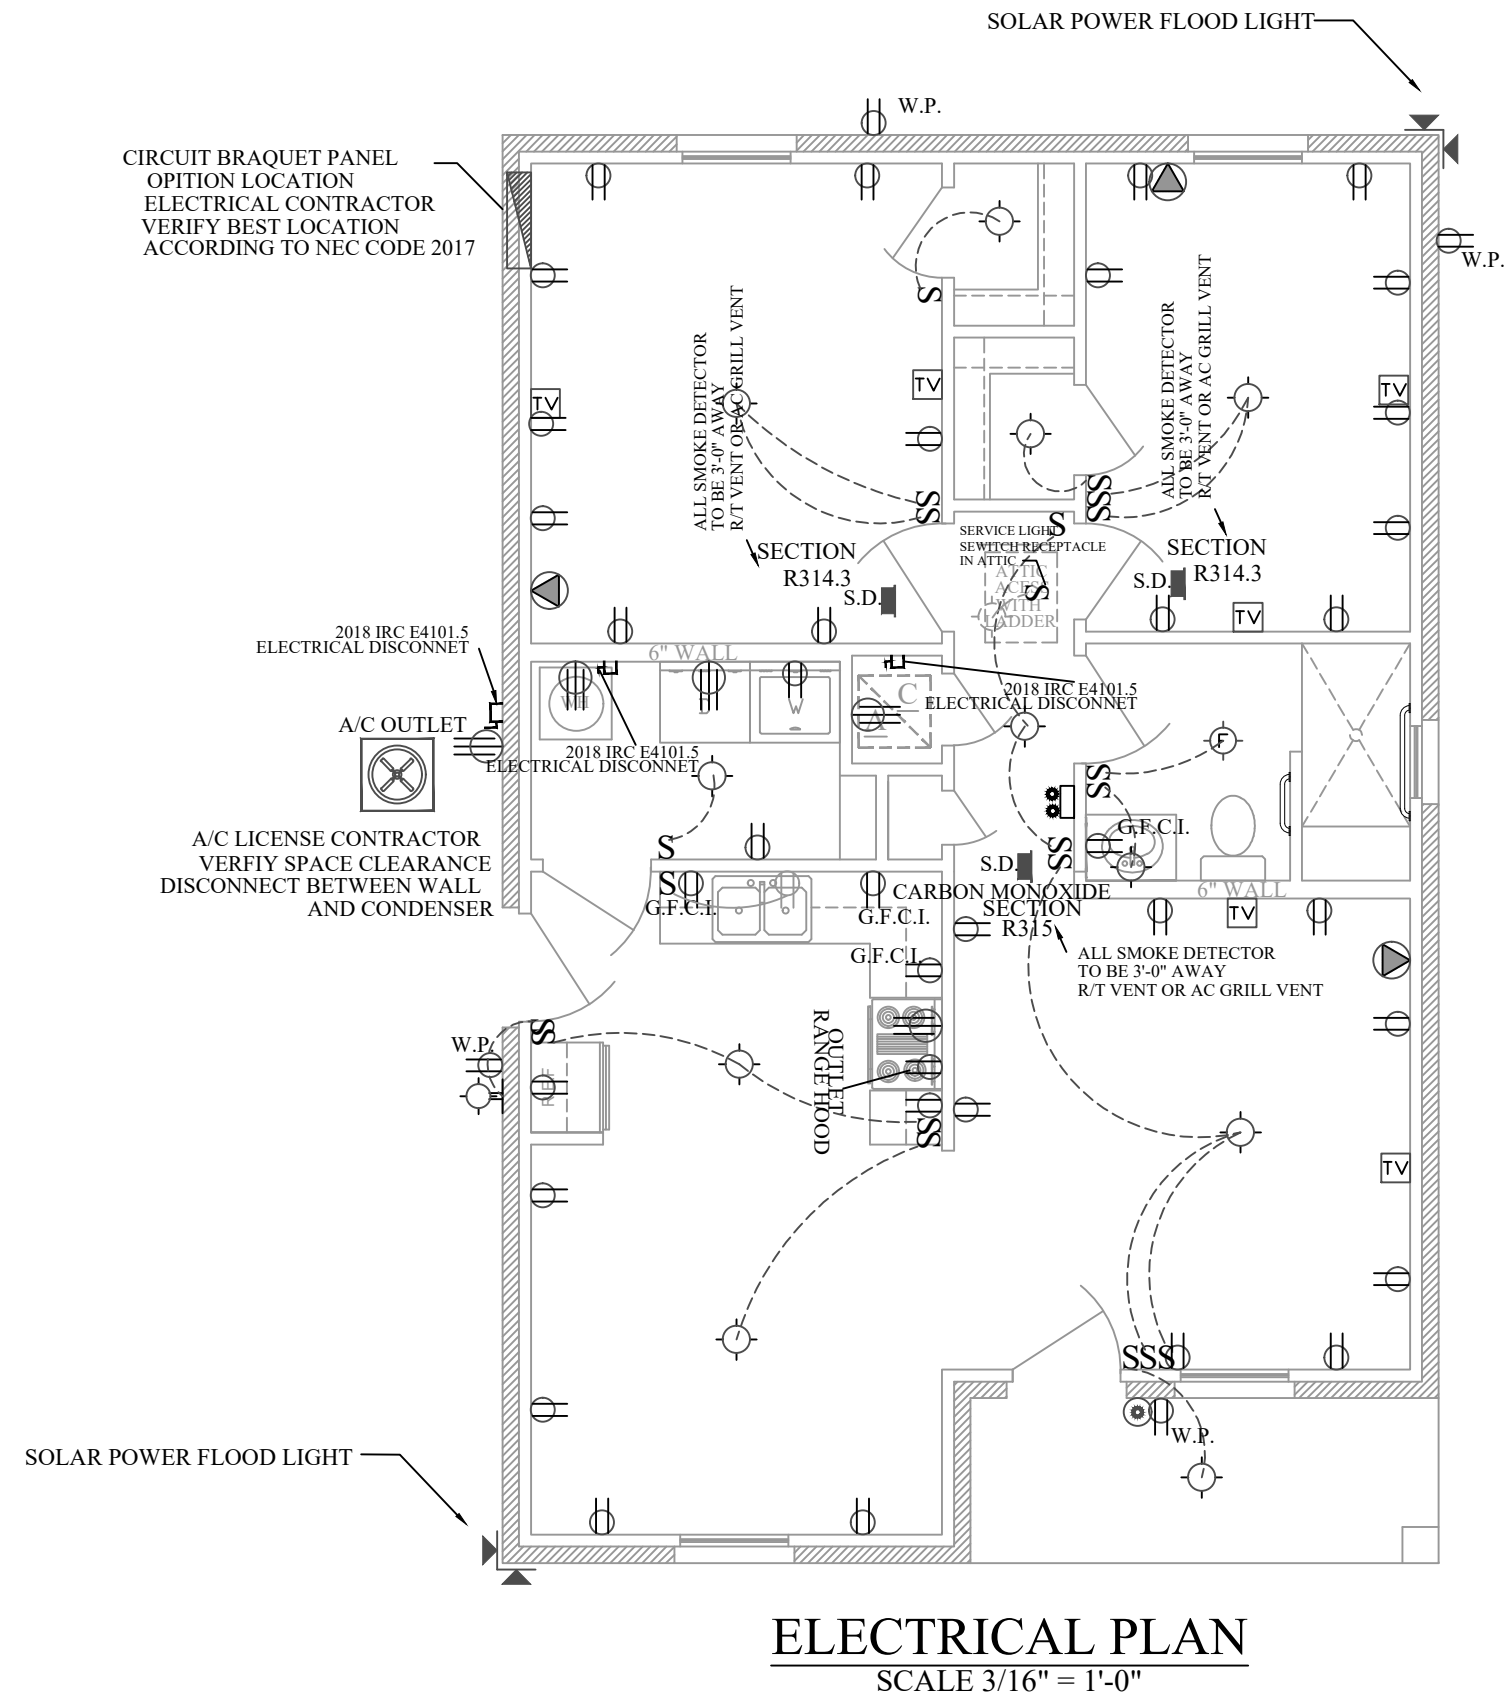 SOLAR POWER FLOOD LIGHT
W.P.
CIRCUIT BRAQUET PANEL
OPITION LOCATION
ELECTRICAL CONTRACTOR
VERIFY BEST LOCATION
ACCORDING TO NEC CODE 2017
W.P.
S
ALL SMOKE DETECTOR
TO BE 3'-0" AWAY
R/T VENT OR AC GRILL VENT
ALL SMOKE DETECTOR
TO BE 3'-0" AWAY
R/T VENT OR AC GRILL VENT
TV
TV
TV
SS
SSS
S
SERVICE LIGHT
SEWITCH RECEPTACLE
IN ATTIC
SECTION
R314.3
SECTION
R314.3
ATTIC
ACESS
WITH
LADDER
S
S.D.
S.D.
TV
2018 IRC E4101.5
ELECTRICAL DISCONNET
6" WALL
2018 IRC E4101.5
ELECTRICAL DISCONNET
WH
D
W
A
C
A/C OUTLET
2018 IRC E4101.5
ELECTRICAL DISCONNET
F
SS
G.F.C.I.
A/C LICENSE CONTRACTOR
VERFIY SPACE CLEARANCE
DISCONNECT BETWEEN WALL
AND CONDENSER
S
SS
S.D.
CARBON MONOXIDE
SECTION
R315
6" WALL
TV
S
G.F.C.I.
G.F.C.I.
G.F.C.I.
ALL SMOKE DETECTOR
TO BE 3'-0" AWAY
R/T VENT OR AC GRILL VENT
SS
W.P.
REF
OUTLET
RANGE HOOD
SS
TV
SSS
W.P.
SOLAR POWER FLOOD LIGHT
ELECTRICAL PLAN
SCALE 3/16" = 1'-0"